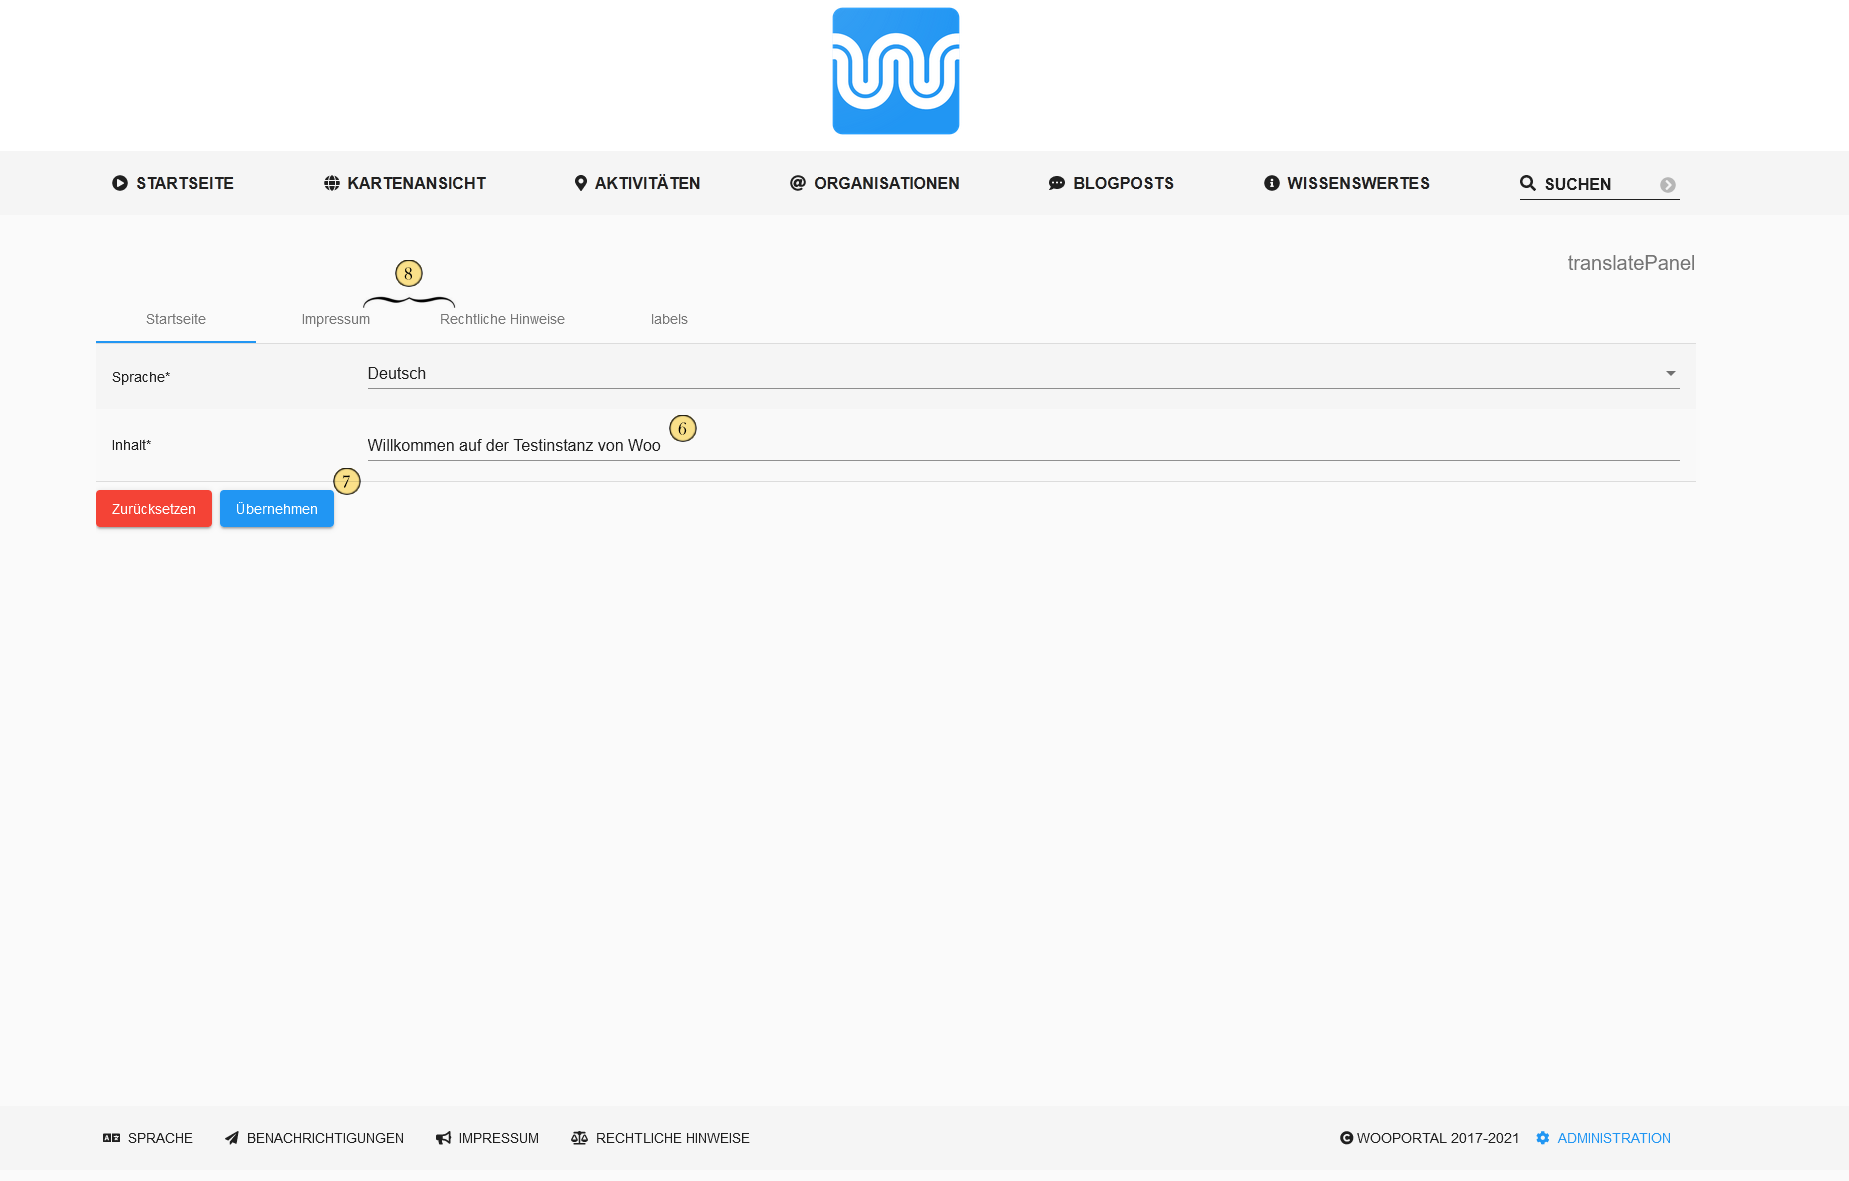 STARTSEITE KARTENANSICHT AKTIVITÄTEN ORGANISATIONEN BLOGPOSTS WISSENSWERTES SUCHEN
translatePanel
8
Startseite Impressum Rechtliche Hinweise labels
Sprache* Deutsch
6
Inhalt* Willkommen auf der Testinstanz von Woo
7
Zurücksetzen Übernehmen
SPRACHE BENACHRICHTIGUNGEN IMPRESSUM RECHTLICHE HINWEISE WOOPORTAL 2017-2021 ADMINISTRATION